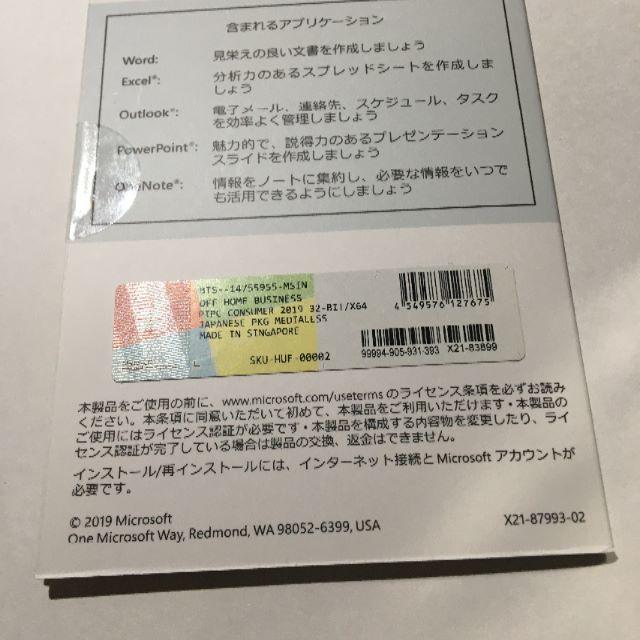 含まれるアプリケーション
Word: 見栄えの良い文書を作成しましょう
Excel®: 分析力のあるスプレッドシートを作成しま
しょう
Outlook®: 電子メール、連絡先、スケジュール、タスク
を効率よく管理しましょう
PowerPoint®: 魅力的で、説得力のあるプレゼンテーション
スライドを作成しましょう
OneNote®: 情報をノートに集約し、必要な情報をいつで
も活用できるようにしましょう
BTS--14/55955-MSIN
OFF HOME BUSINESS
PIPC CONSUMER 2019 32-BIT/X64
JAPANESE PKG MEDIALESS
MADE IN SINGAPORE
SKU-HUF-00002
4 549576 127675
99994-905-931-393 X21-83899
本製品をご使用の前に、www.microsoft.com/useterms のライセンス条項を必ずお読み
ください。本条項に同意いただいて初めて、本製品をご利用いただけます・本製品の
ご使用にはライセンス認証が必要です・本製品を構成する内容物を変更したり、ライ
センス認証が完了している場合は製品の交換、返金はできません。
インストール/再インストールには、インターネット接続と Microsoft アカウントが
必要です。
© 2019 Microsoft
One Microsoft Way, Redmond, WA 98052-6399, USA
X21-87993-02